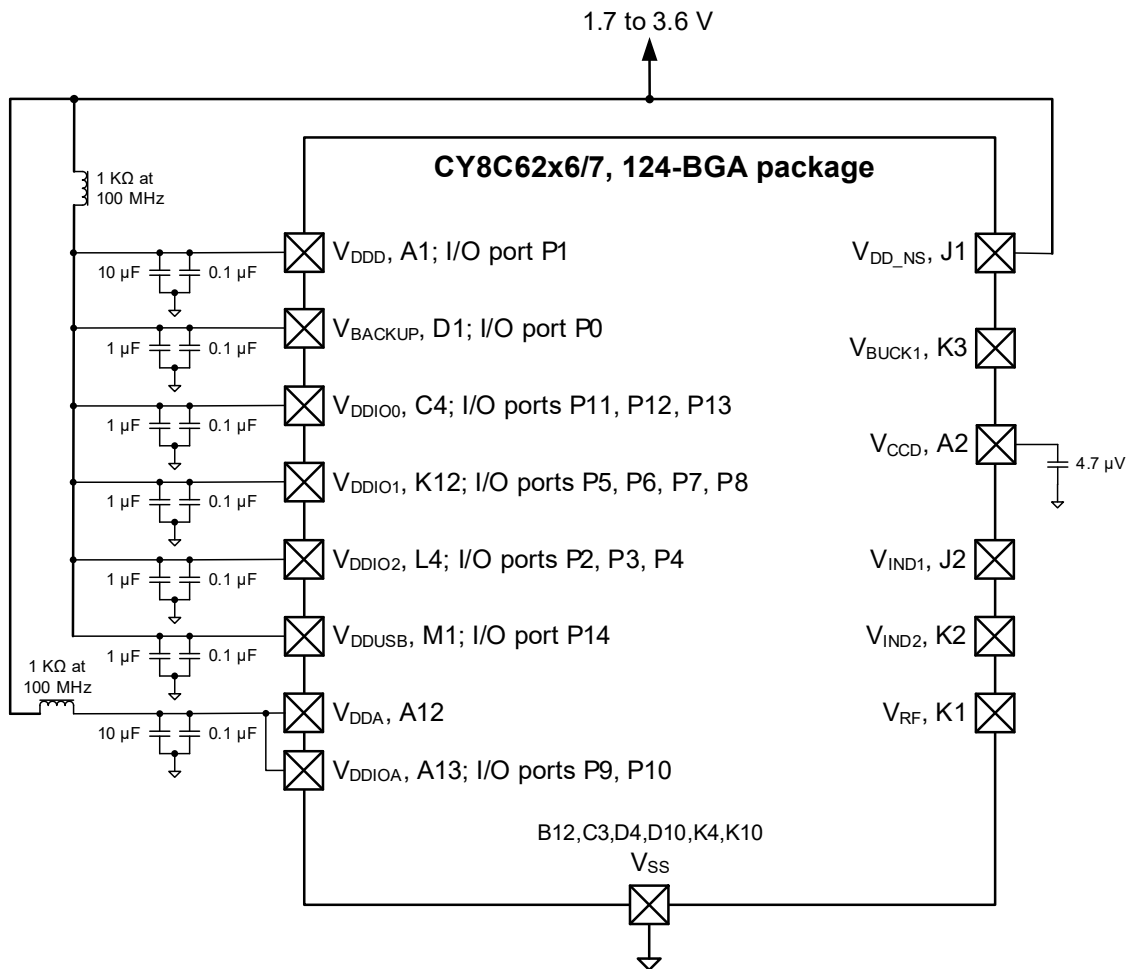 1.7 to 3.6 V
CY8C62x6/7, 124-BGA package
1 KΩ at
100 MHz
10 µF
0.1 µF
VDDD, A1; I/O port P1
1 µF
0.1 µF
VBACKUP, D1; I/O port P0
1 µF
0.1 µF
VDDIO0, C4; I/O ports P11, P12, P13
1 µF
0.1 µF
VDDIO1, K12; I/O ports P5, P6, P7, P8
1 µF
0.1 µF
VDDIO2, L4; I/O ports P2, P3, P4
1 µF
0.1 µF
VDDUSB, M1; I/O port P14
1 KΩ at
100 MHz
10 µF
0.1 µF
VDDA, A12
VDDIOA, A13; I/O ports P9, P10
VDD_NS, J1
VBUCK1, K3
VCCD, A2
4.7 µV
VIND1, J2
VIND2, K2
VRF, K1
B12,C3,D4,D10,K4,K10
VSS